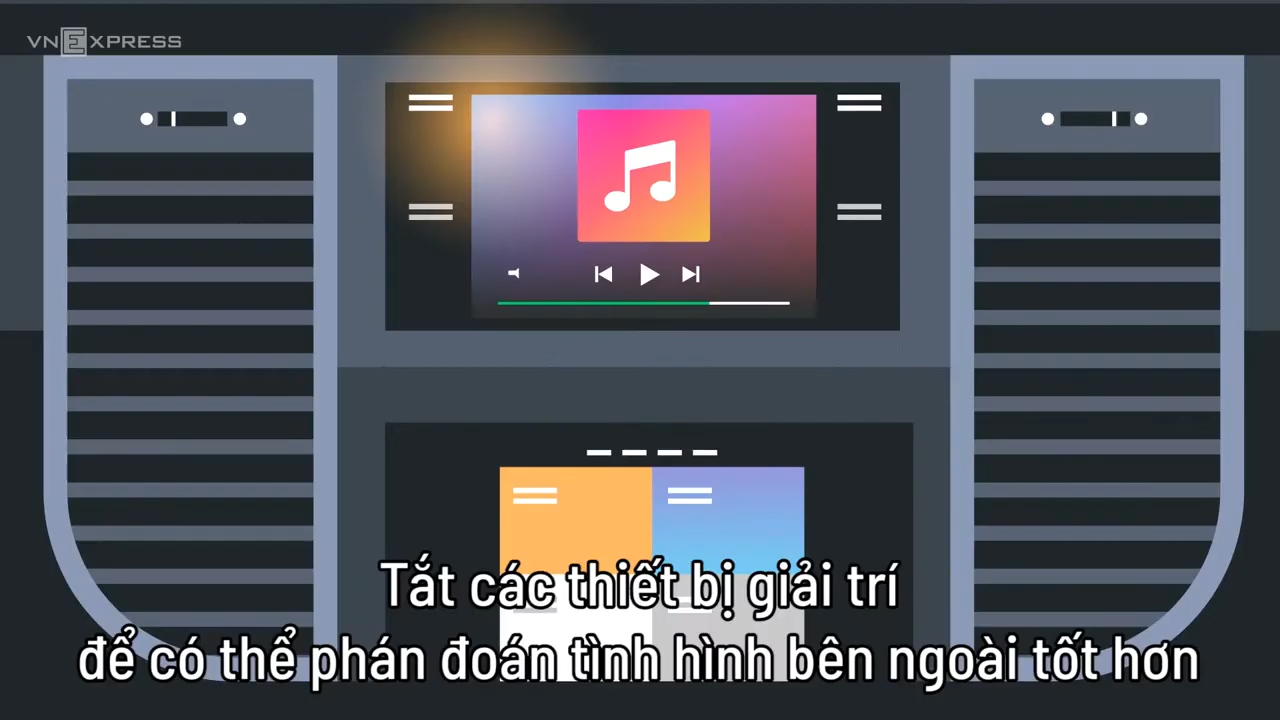 VNEXPRESS
Tắt các thiết bị giải trí
để có thể phán đoán tình hình bên ngoài tốt hơn